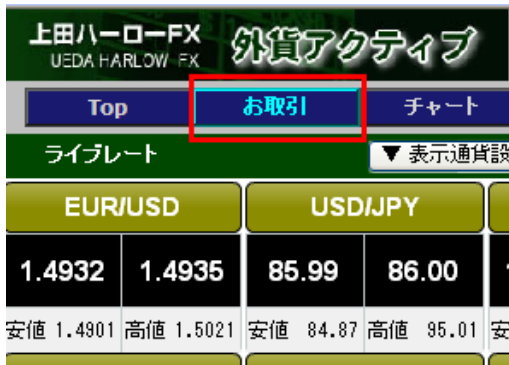 上田ハーローFX
外貨アクティブ
UEDA HARLOW FX
Top お取引 チャート
ライブレート ▼ 表示通貨設
EUR/USD USD/JPY
1.4932 1.4935 85.99 86.00
安値 1.4901 高値 1.5021 安値 84.87 高値 95.01 安